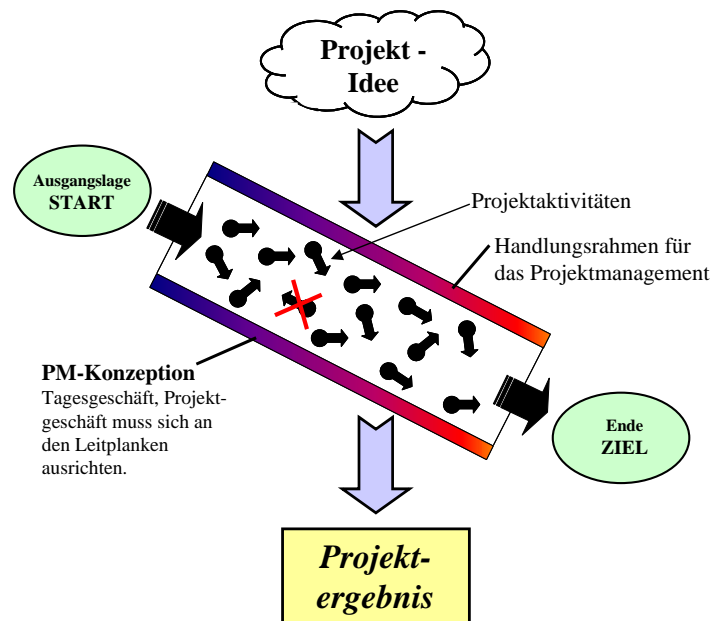 Projekt -
Idee
Ausgangslage
START
Projektaktivitäten
Handlungsrahmen für
das Projektmanagement
PM-Konzeption
Tagesgeschäft, Projekt-
geschäft muss sich an
den Leitplanken
ausrichten.
Ende
ZIEL
Projekt-
ergebnis